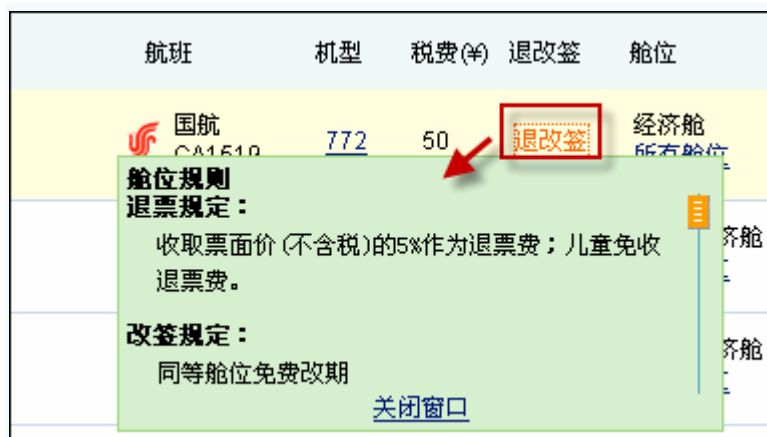 航班 机型 税费(¥) 退改签 舱位
国航 经济舱
CA1519 772 50 退改签 所有舱位
舱位规则
退票规定：
收取票面价(不含税)的5%作为退票费；儿童免收
退票费。
济舱
改签规定：
同等舱位免费改期
济舱
关闭窗口